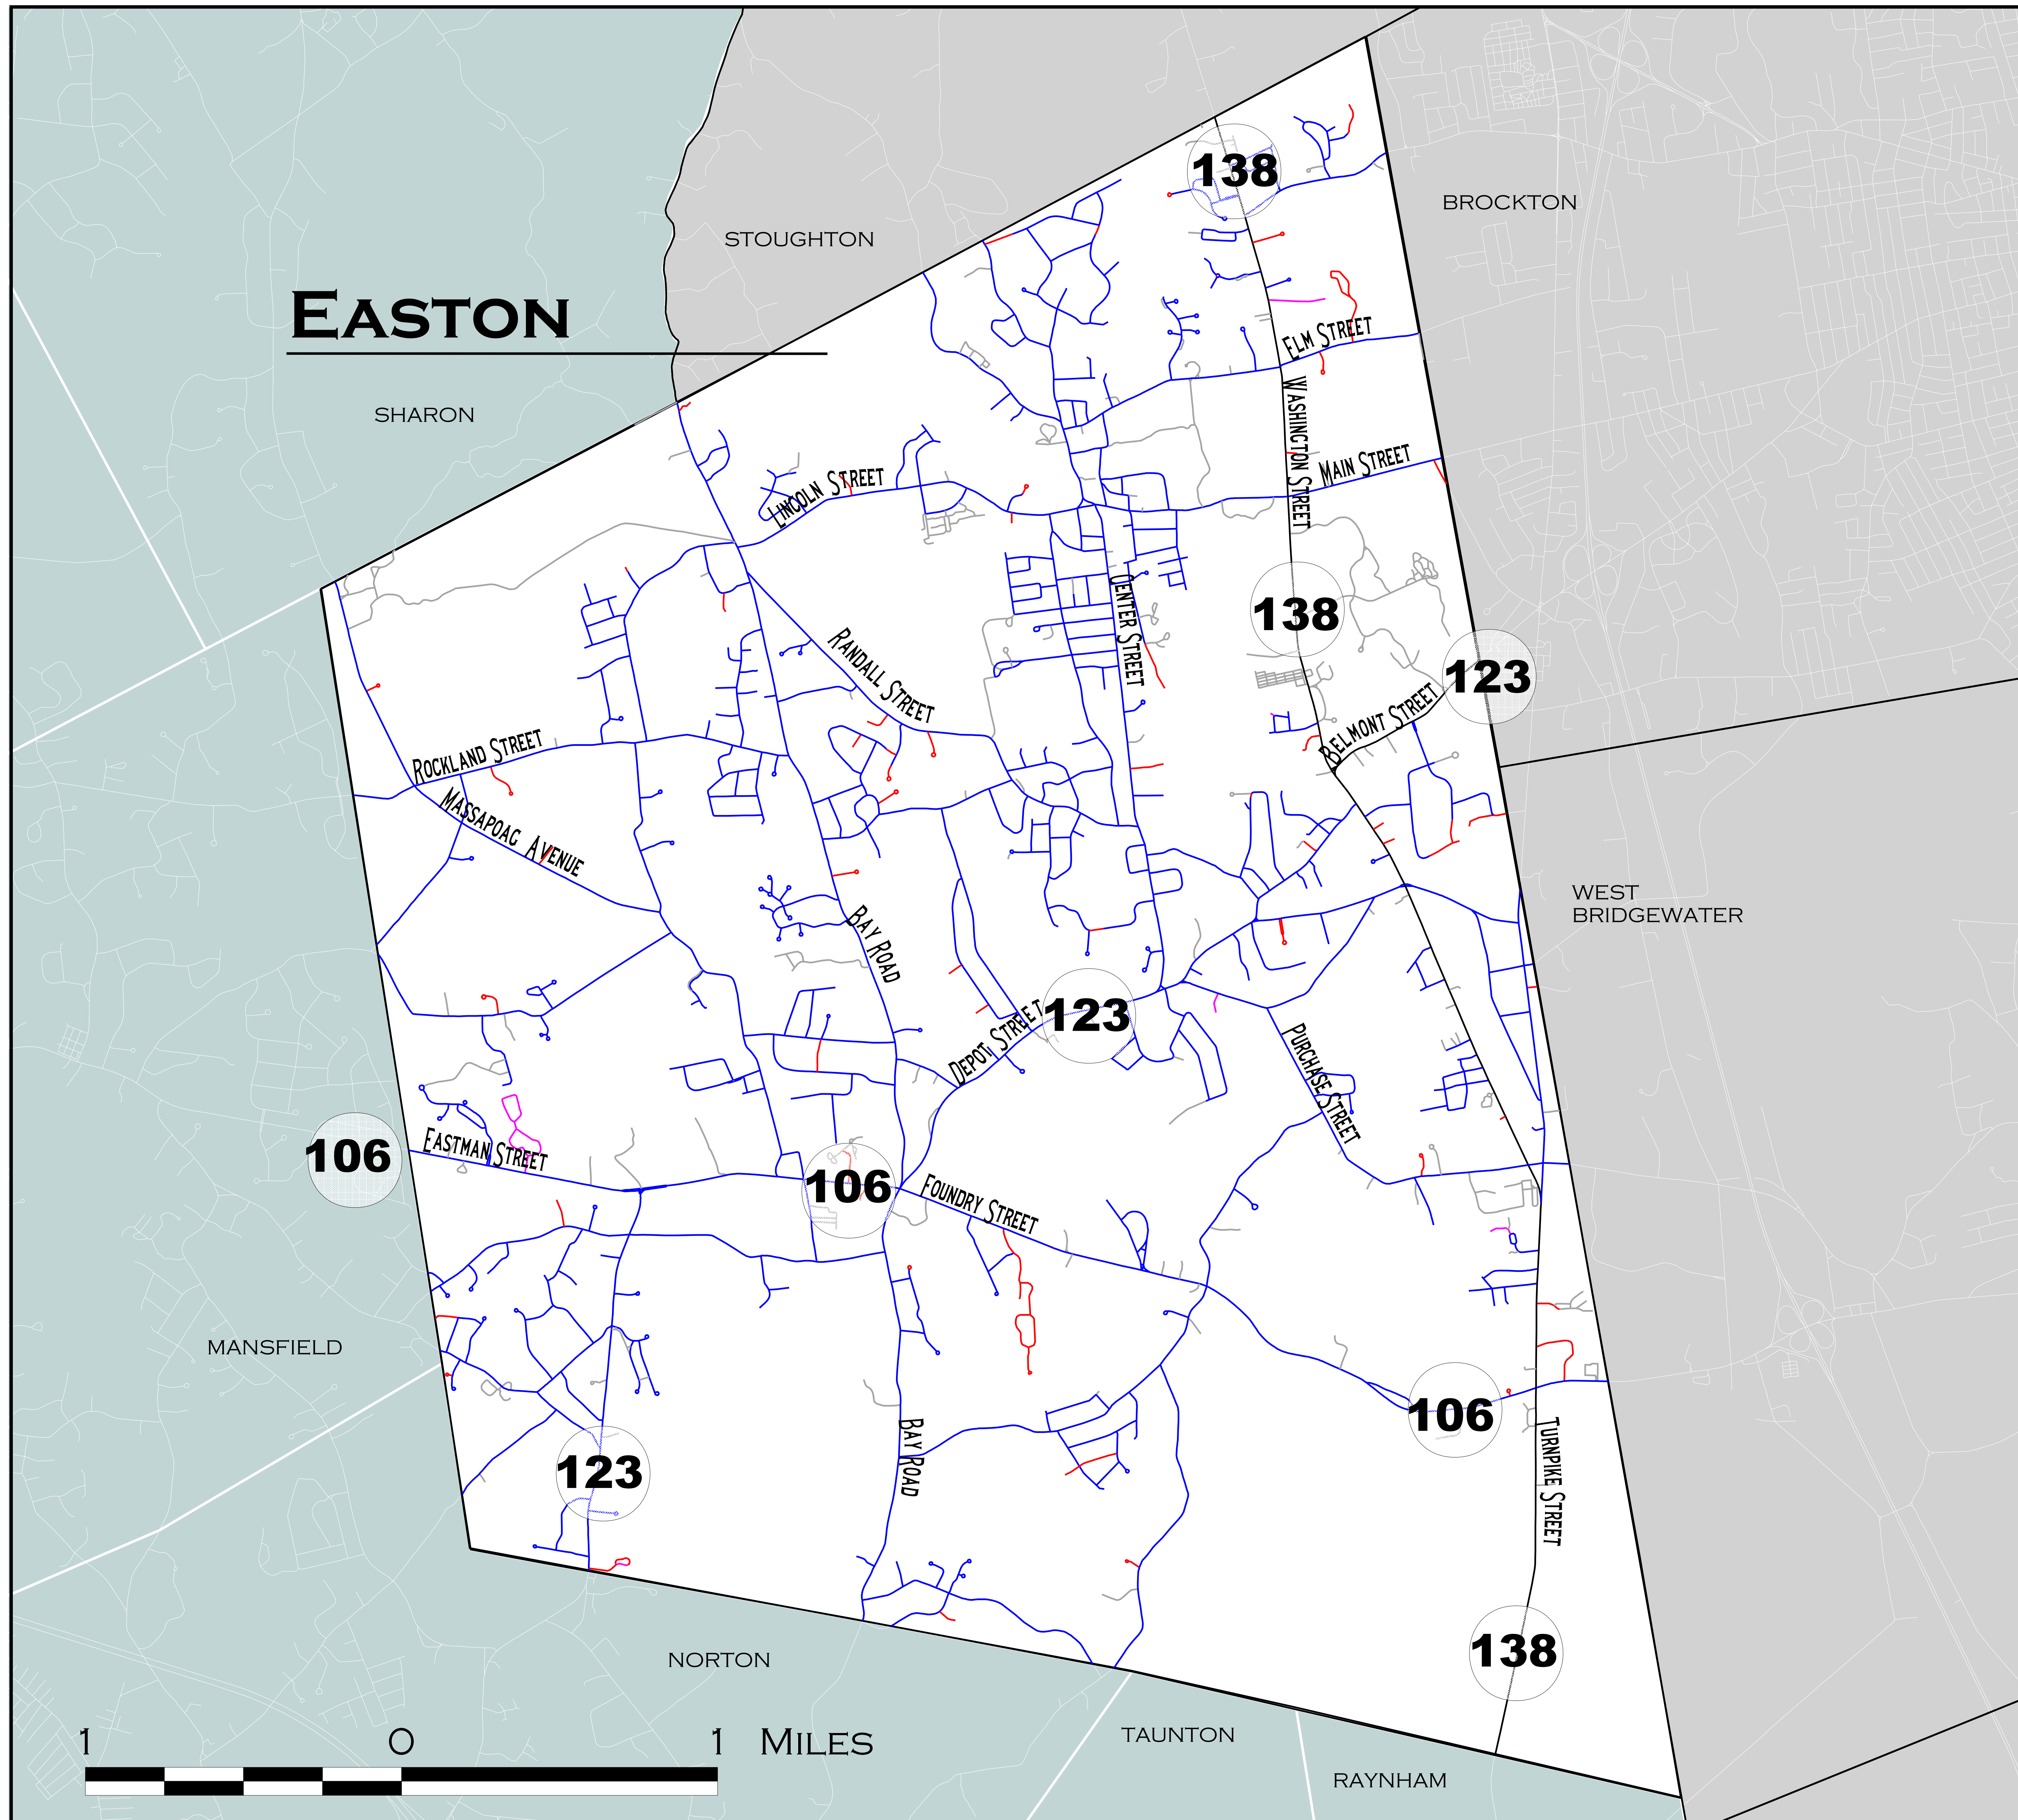 138
BROCKTON
STOUGHTON
EASTON
ELM STREET
SHARON
WASHINGTON STREET
MAIN STREET
LINCOLN STREET
CENTER STREET
138
RANDALL STREET
123
BELMONT STREET
ROCKLAND STREET
MASSAPOAG AVENUE
WEST
BRIDGEWATER
BAY ROAD
DEPOT STREET
123
PURCHASE STREET
106
EASTMAN STREET
106
FOUNDRY STREET
MANSFIELD
106
BAY ROAD
TURNPIKE STREET
123
138
NORTON
TAUNTON
1 0 1 MILES
RAYNHAM